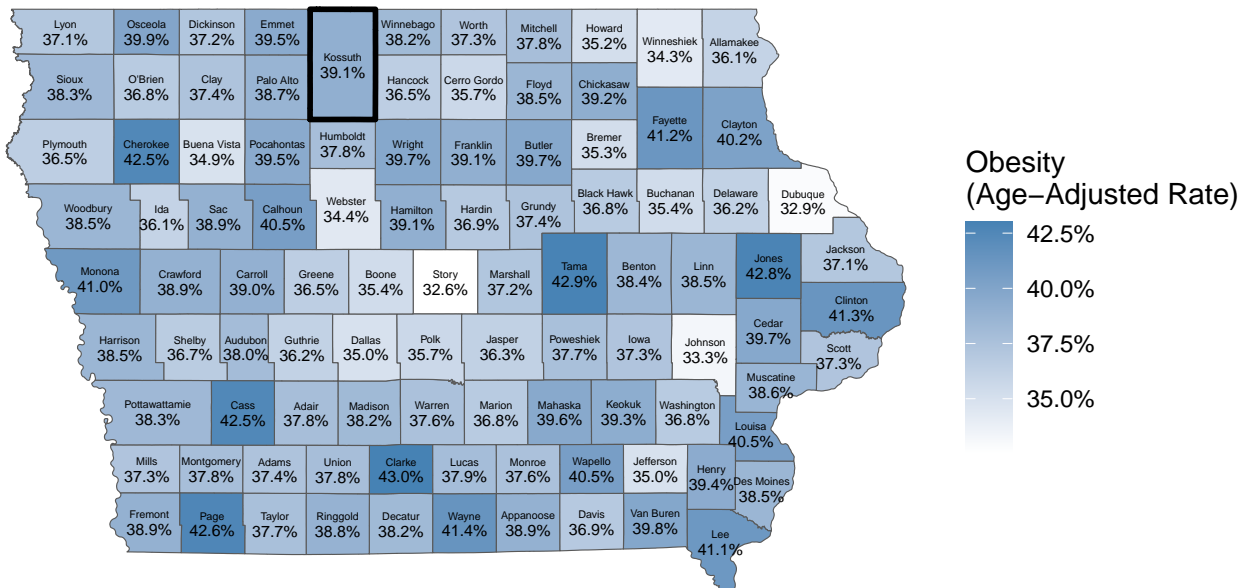 Lyon
37.1%
Osceola
39.9%
Dickinson
37.2%
Emmet
39.5%
Kossuth
39.1%
Winnebago
38.2%
Worth
37.3%
Mitchell
37.8%
Howard
35.2%
Winneshiek
34.3%
Allamakee
36.1%
Sioux
38.3%
O'Brien
36.8%
Clay
37.4%
Palo Alto
38.7%
Hancock
36.5%
Cerro Gordo
35.7%
Floyd
38.5%
Chickasaw
39.2%
Fayette
41.2%
Clayton
40.2%
Plymouth
36.5%
Cherokee
42.5%
Buena Vista
34.9%
Pocahontas
39.5%
Humboldt
37.8%
Wright
39.7%
Franklin
39.1%
Butler
39.7%
Bremer
35.3%
Woodbury
38.5%
Ida
36.1%
Sac
38.9%
Calhoun
40.5%
Webster
34.4%
Hamilton
39.1%
Hardin
36.9%
Grundy
37.4%
Black Hawk
36.8%
Buchanan
35.4%
Delaware
36.2%
Dubuque
32.9%
Monona
41.0%
Crawford
38.9%
Carroll
39.0%
Greene
36.5%
Boone
35.4%
Story
32.6%
Marshall
37.2%
Tama
42.9%
Benton
38.4%
Linn
38.5%
Jones
42.8%
Jackson
37.1%
Clinton
41.3%
Harrison
38.5%
Shelby
36.7%
Audubon
38.0%
Guthrie
36.2%
Dallas
35.0%
Polk
35.7%
Jasper
36.3%
Poweshiek
37.7%
Iowa
37.3%
Johnson
33.3%
Cedar
39.7%
Scott
37.3%
Muscatine
38.6%
Pottawattamie
38.3%
Cass
42.5%
Adair
37.8%
Madison
38.2%
Warren
37.6%
Marion
36.8%
Mahaska
39.6%
Keokuk
39.3%
Washington
36.8%
Louisa
40.5%
Mills
37.3%
Montgomery
37.8%
Adams
37.4%
Union
37.8%
Clarke
43.0%
Lucas
37.9%
Monroe
37.6%
Wapello
40.5%
Jefferson
35.0%
Henry
39.4%
Des Moines
38.5%
Fremont
38.9%
Page
42.6%
Taylor
37.7%
Ringgold
38.8%
Decatur
38.2%
Wayne
41.4%
Appanoose
38.9%
Davis
36.9%
Van Buren
39.8%
Lee
41.1%
Obesity
(Age−Adjusted Rate)
42.5%
40.0%
37.5%
35.0%